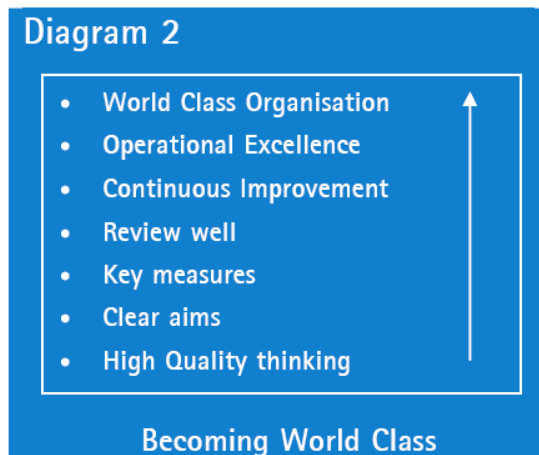 Diagram 2
• World Class Organisation
• Operational Excellence
• Continuous Improvement
• Review well
• Key measures
• Clear aims
• High Quality thinking
Becoming World Class